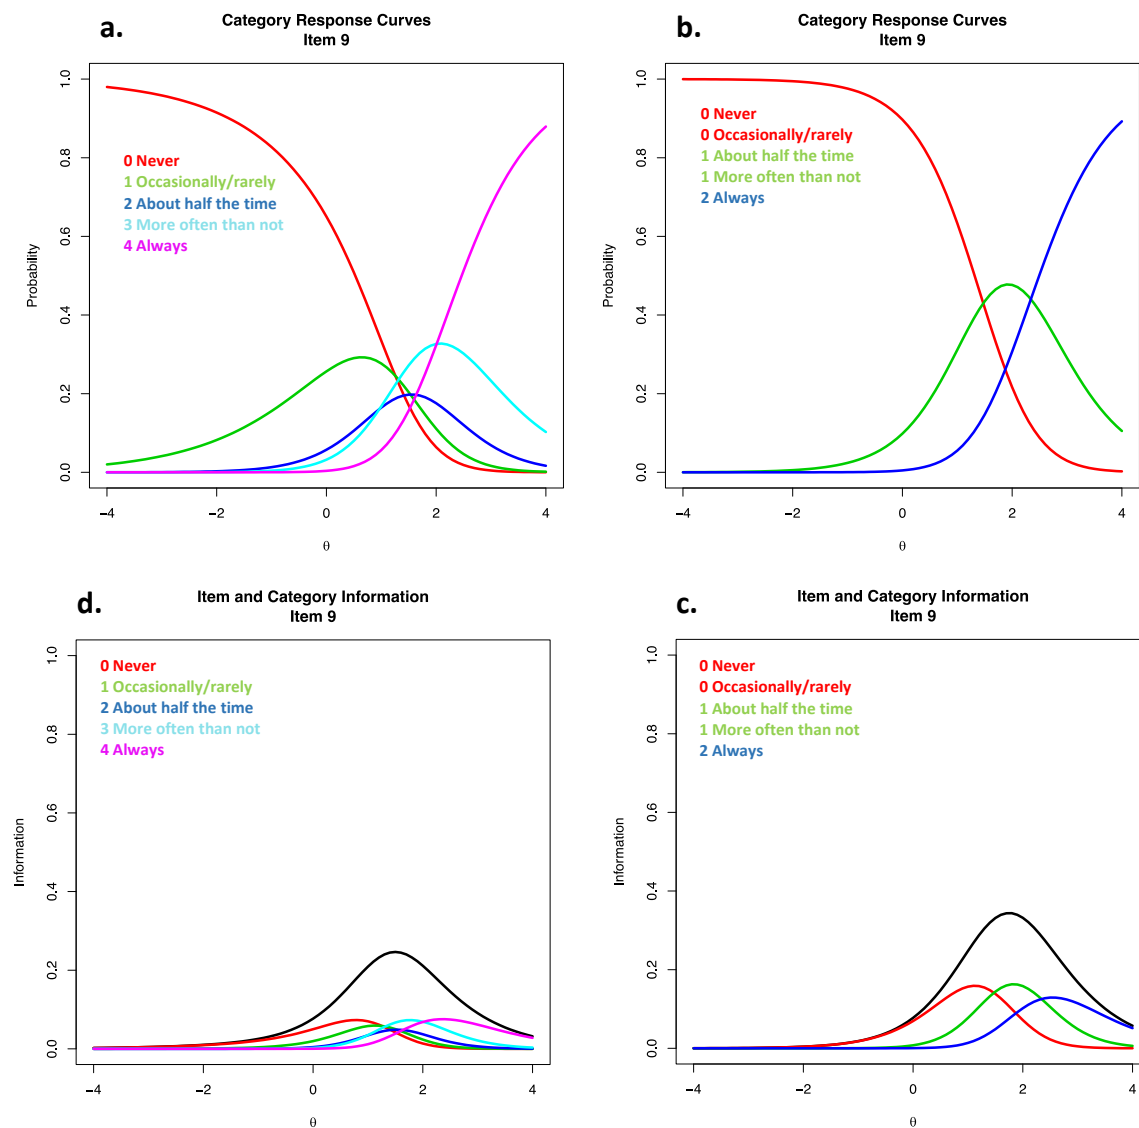 a.
Category Response Curves
Item 9
0 Never
1 Occasionally/rarely
2 About half the time
3 More often than not
4 Always
Probability
0.0
0.2
0.4
0.6
0.8
1.0
−4
−2
0
2
4
θ
b.
Category Response Curves
Item 9
0 Never
0 Occasionally/rarely
1 About half the time
1 More often than not
2 Always
Probability
0.0
0.2
0.4
0.6
0.8
1.0
−4
−2
0
2
4
θ
d.
Item and Category Information
Item 9
0 Never
1 Occasionally/rarely
2 About half the time
3 More often than not
4 Always
Information
0.0
0.2
0.4
0.6
0.8
1.0
−4
−2
0
2
4
θ
c.
Item and Category Information
Item 9
0 Never
0 Occasionally/rarely
1 About half the time
1 More often than not
2 Always
Information
0.0
0.2
0.4
0.6
0.8
1.0
−4
−2
0
2
4
θ